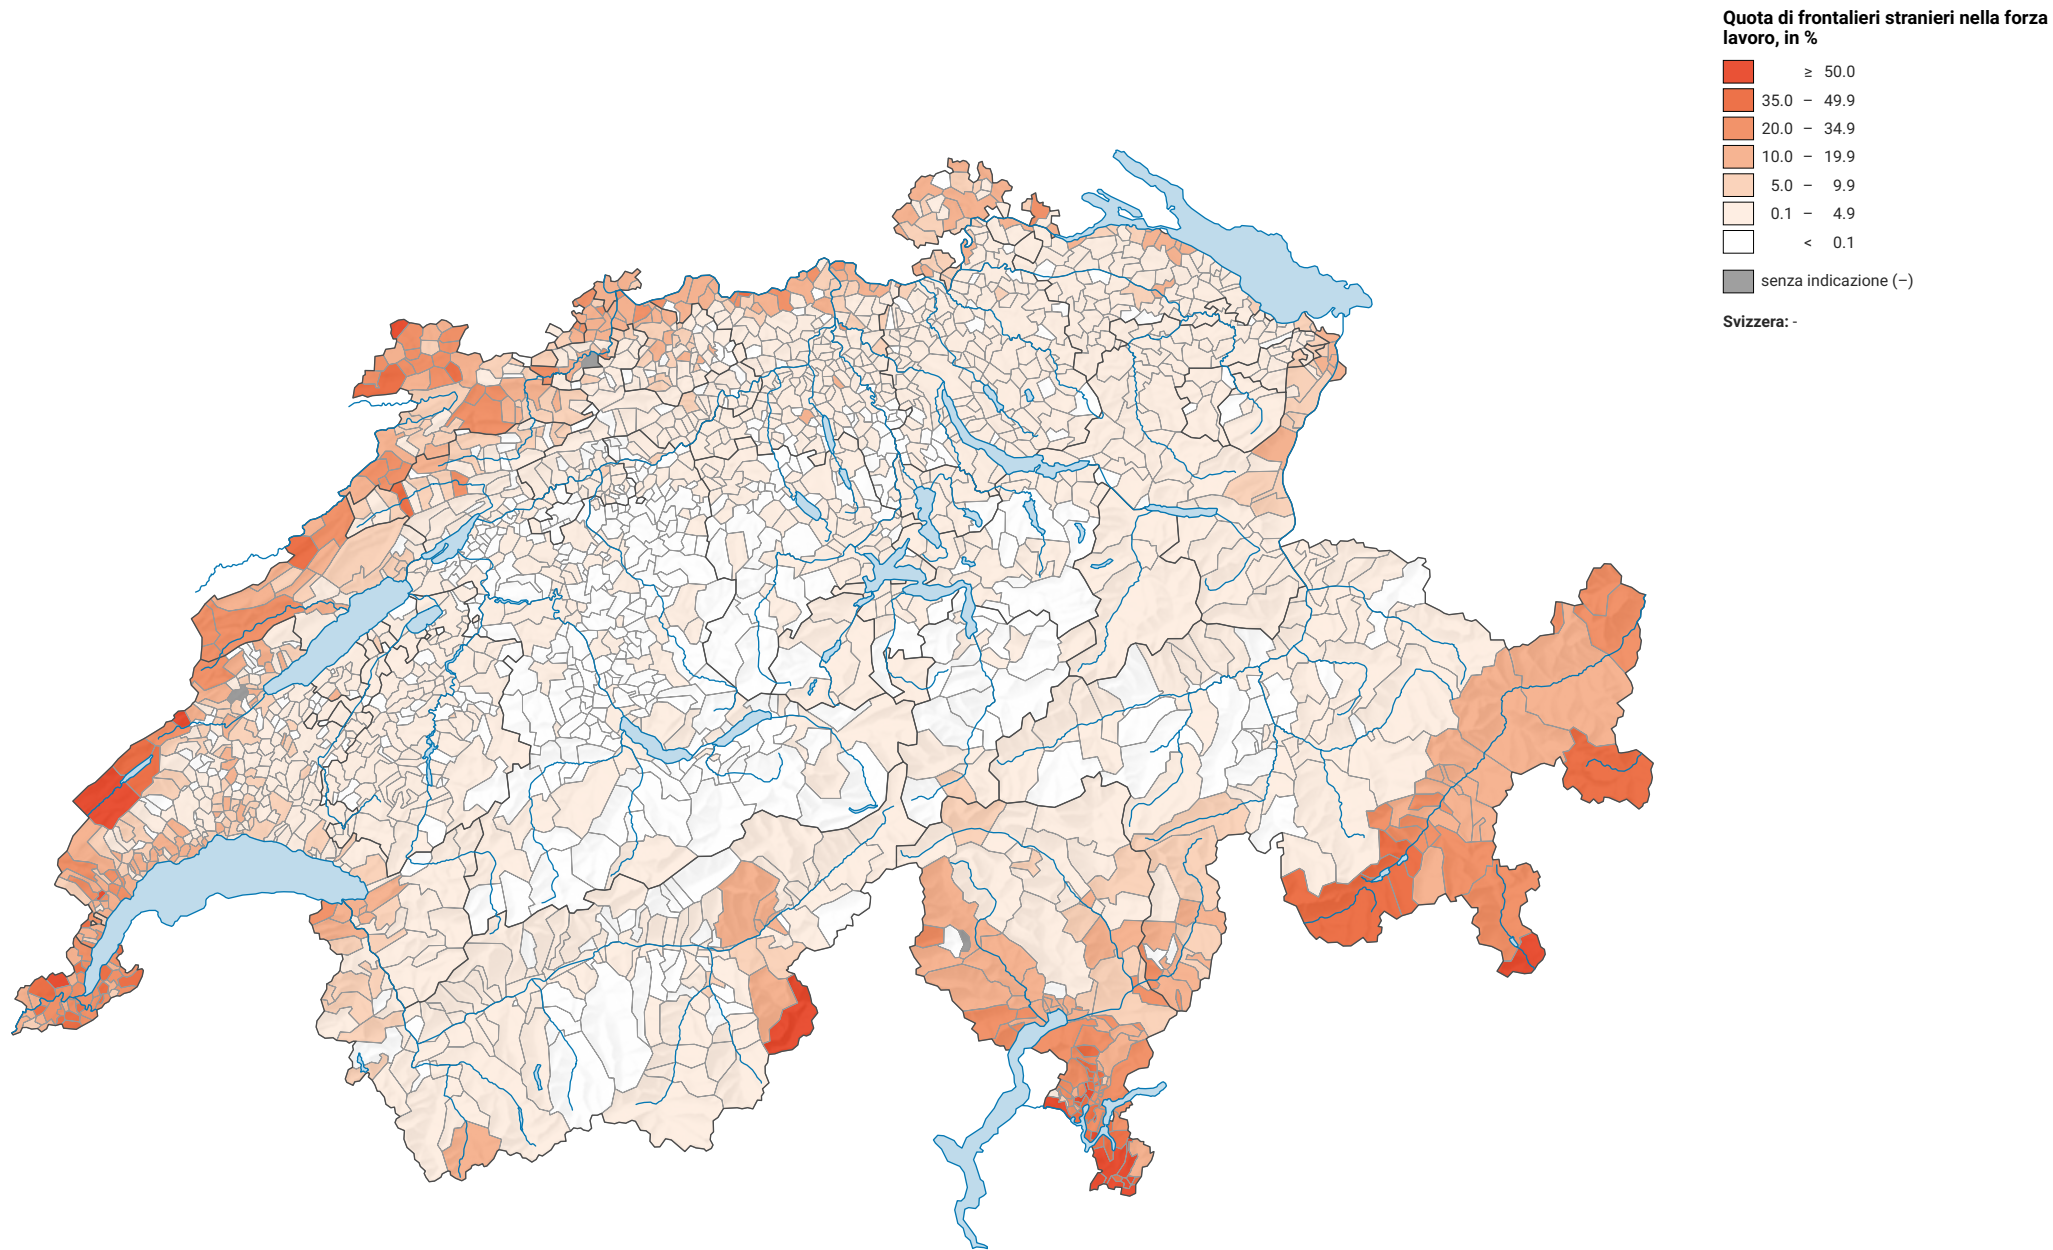 Quota di frontalieri stranieri nella forza
lavoro, in %
≥ 50.0
35.0 – 49.9
20.0 – 34.9
10.0 – 19.9
5.0 – 9.9
0.1 – 4.9
< 0.1
senza indicazione (–)
Svizzera: -